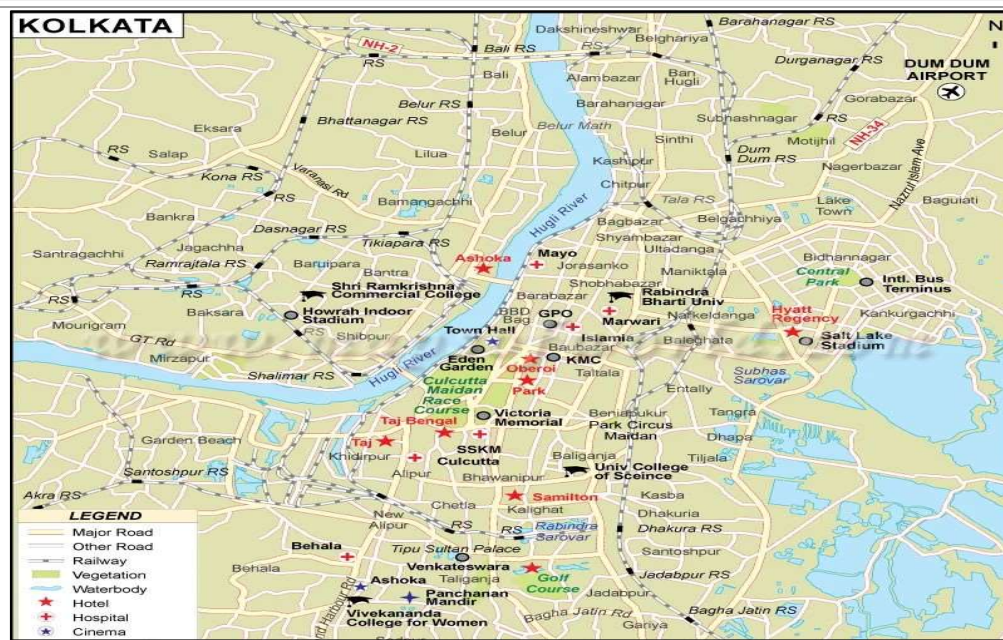 KOLKATA
N
Dakshineshwar
Barahanagar RS
NH-2
Bali RS
RS
Belghariya
RS
Durganagar RS
DUM DUM
AIRPORT
Bali
Alambazar
Ban
Hugli
Gorabazar
Belur RS
Barahanagar
Subhashnagar
RS
Bhattanagar RS
Eksara
Belur
Belur Math
Sinthi
Motijhil
NH-34
RS
Salap
Lilua
Dum
Dum RS
Nagerbazar
Kashipur
Kona RS
Varanasi Rd
Chitpur
Nazrul Islam Ave
RS
Bamangachhi
Tala RS
Lake
Town
Baguiati
Bankra
Hugli River
Bagbazar
Belgachhiya
Dasnagar RS
Shyambazar
Tikiapara RS
Ultadanga
Santragachhi
Jagachha
Mayo
Bidhannagar
Ramrajtala RS
Baruipara
Bantra
Ashoka
Jorasanko
Maniktala
Central
Park
Intl. Bus
Terminus
Shobhabazar
Shri Ramkrishna
Commercial College
Barabazar
Rabindra
Bharti Univ
RS
Baksara
Howrah Indoor
Stadium
BBD
Bag
GPO
Marwari
Narkeldanga
Hyatt
Regency
Kankurgachhi
Mourigram
RS
Shibpur
Town Hall
Islamia
GT Rd
Baubazar
Baleghate
Salt Lake
Stadium
Mirzapur
Eden
Garden
KMC
Shalimar RS
Hugli River
Oberoi
Taltala
Subhas
Sarovar
Culcutta
Maidan
Race
Course
Park
Entally
Victoria
Memorial
Beniapukur
Tangra
Taj Bengal
Park Circus
Maidan
Garden Beach
Taj
Dhapa
Khidirpur
SSKM
Culcutta
Baliganja
Tiljala
Santoshpur RS
Alipur
Bhawanipur
Univ College
of Sceince
Akra RS
Chetla
Samilton
Kasba
Kalighat
New
Alipur
RS
RS
Rabindra
Sarovar
Dhakuria
Dhakura RS
Behala
Tipu Sultan Palace
Santoshpur
Behala
Venkateswara
Jadabpur RS
Ashoka
Taliganja
Golf
Course
Panchanan
Mandir
Jadabpur
Vivekananda
College for Women
Bagha Jatin Rd
Bagha Jatin RS
Gariya
LEGEND
Major Road
Other Road
Railway
Vegetation
Waterbody
Hotel
Hospital
Cinema